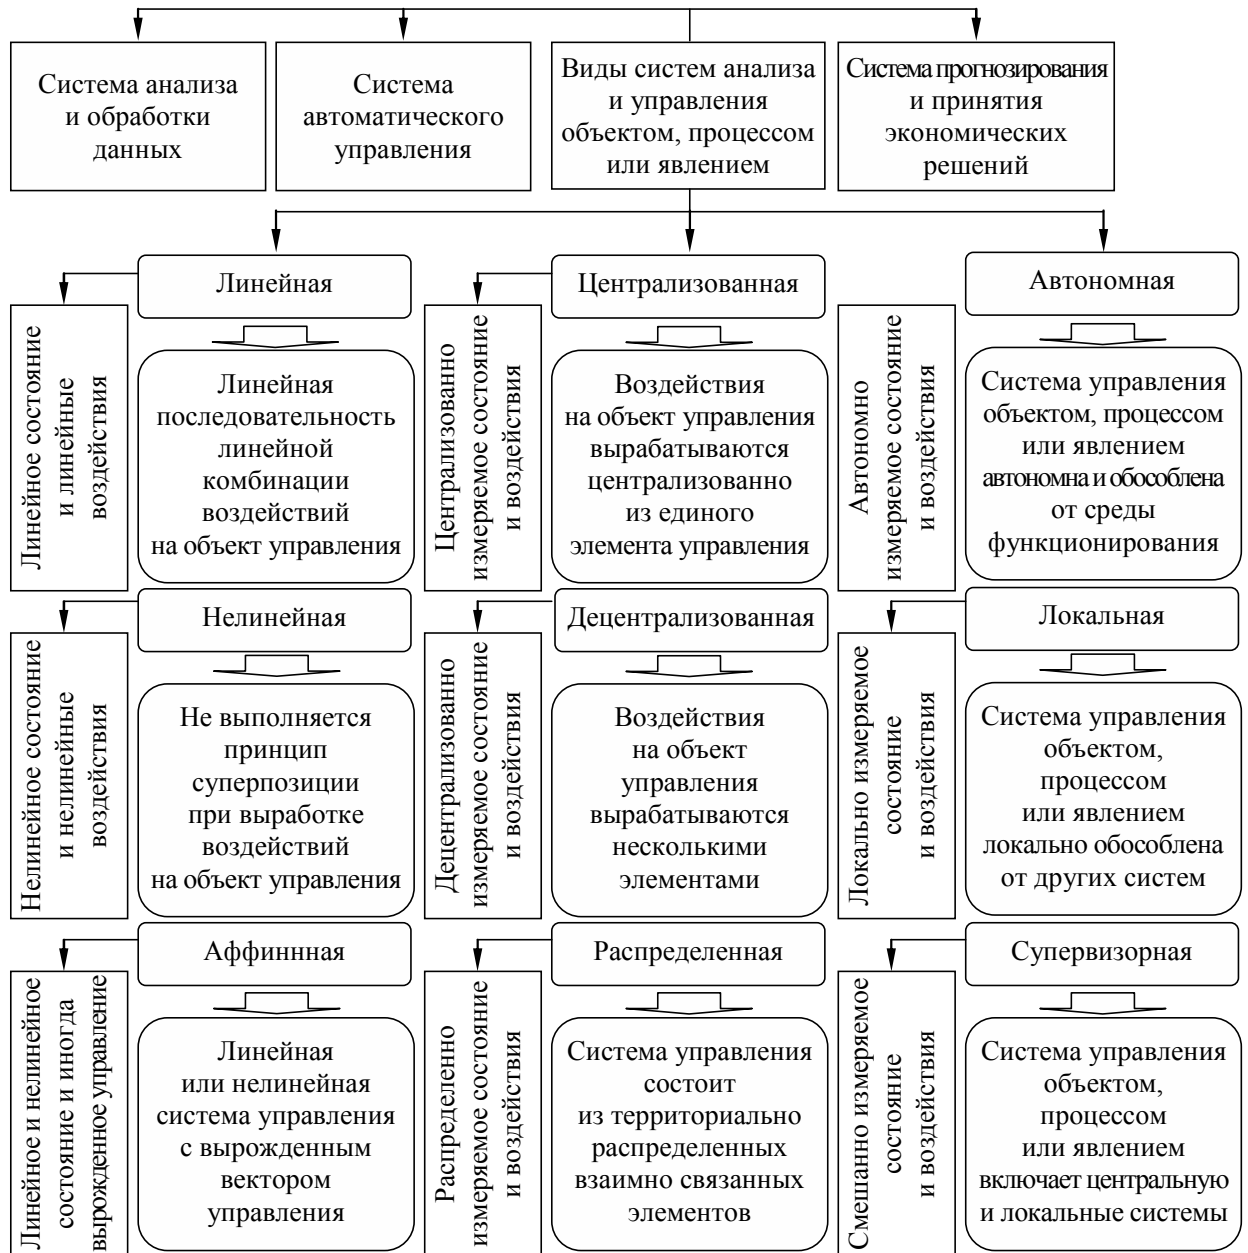 Система анализа
и обработки
данных
Система
автоматического
управления
Виды систем анализа
и управления
объектом, процессом
или явлением
Система прогнозирования
и принятия
экономических
решений
Линейная
Линейное состояние
и линейные
воздействия
Линейная
последовательность
линейной
комбинации
воздействий
на объект управления
Централизованная
Централизованно
измеряемое состояние
и воздействия
Воздействия
на объект управления
вырабатываются
централизованно
из единого
элемента управления
Автономная
Автономно
измеряемое состояние
и воздействия
Система управления
объектом, процессом
или явлением
автономна и обособлена
от среды
функционирования
Нелинейная
Нелинейное состояние
и нелинейные
воздействия
Не выполняется
принцип
суперпозиции
при выработке
воздействий
на объект управления
Децентрализованная
Децентрализованно
измеряемое состояние
и воздействия
Воздействия
на объект
управления
вырабатываются
несколькими
элементами
Локальная
Локально измеряемое
состояние
и воздействия
Система управления
объектом,
процессом
или явлением
локально обособлена
от других систем
Аффиннная
Линейное и нелинейное
состояние и иногда
вырожденное управление
Линейная
или нелинейная
система управления
с вырожденным
вектором
управления
Распределенная
Распределенно
измеряемое состояние
и воздействия
Система управления
состоит
из территориально
распределенных
взаимно связанных
элементов
Супервизорная
Смешанно измеряемое
состояние
и воздействия
Система управления
объектом,
процессом
или явлением
включает центральную
и локальные системы